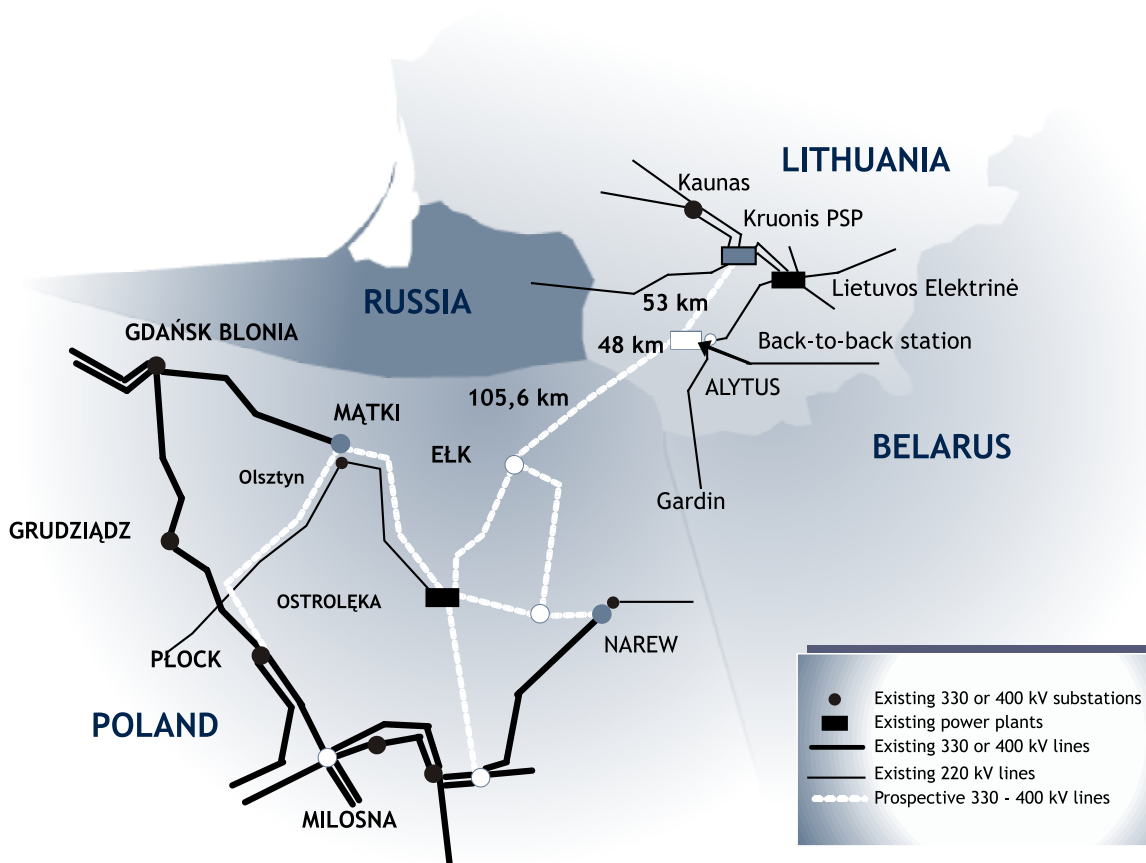 LITHUANIA
Kaunas
Kruonis PSP
Lietuvos Elektrinė
RUSSIA
53 km
GDAŃSK BLONIA
48 km
Back-to-back station
ALYTUS
105,6 km
MĄTKI
EŁK
BELARUS
Olsztyn
Gardin
GRUDZIĄDZ
OSTROLĘKA
NAREW
PŁOCK
POLAND
MILOSNA
Existing 330 or 400 kV substations
Existing power plants
Existing 330 or 400 kV lines
Existing 220 kV lines
Prospective 330 - 400 kV lines